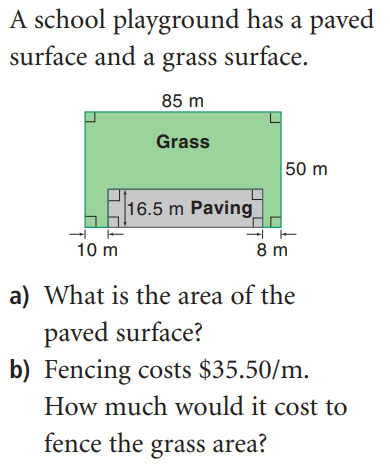 A school playground has a paved
surface and a grass surface.
85 m
Grass
50 m
16.5 m Paving
10 m
8 m
a) What is the area of the
paved surface?
b) Fencing costs $35.50/m.
How much would it cost to
fence the grass area?